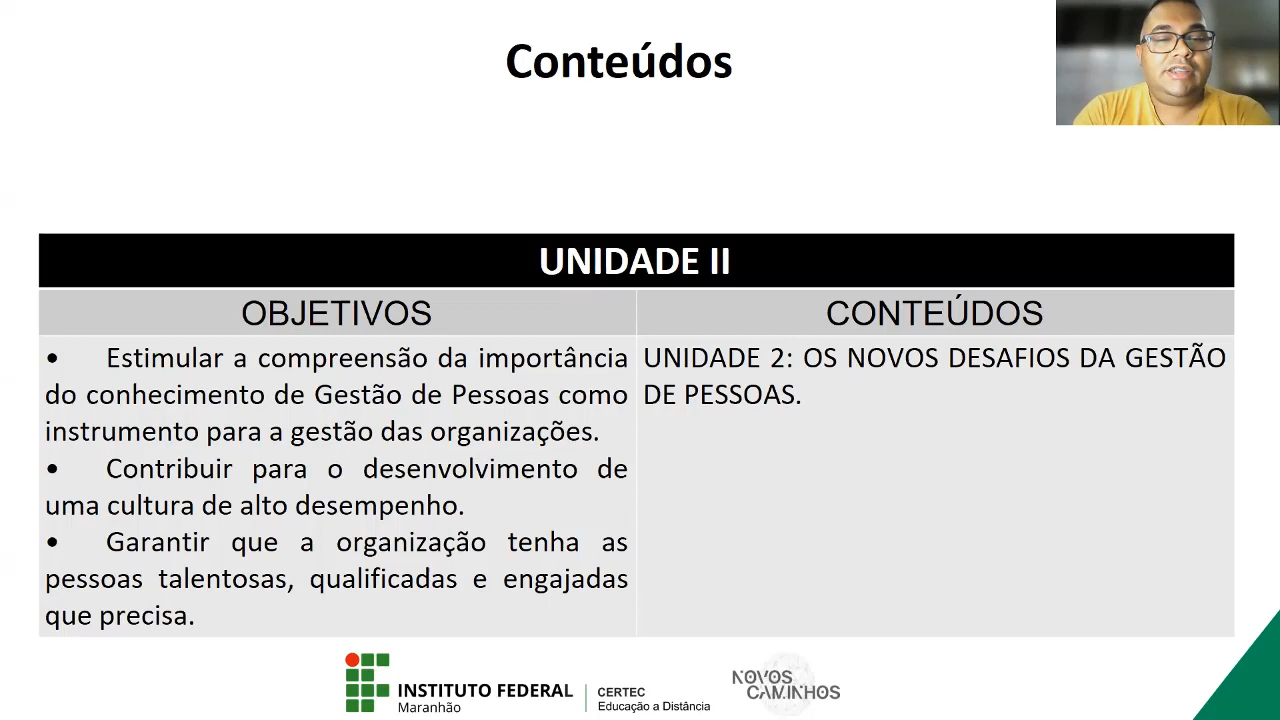 Conteúdos
UNIDADE II
OBJETIVOS
CONTEÚDOS
• Estimular a compreensão da importância
do conhecimento de Gestão de Pessoas como
instrumento para a gestão das organizações.
• Contribuir para o desenvolvimento de
uma cultura de alto desempenho.
• Garantir que a organização tenha as
pessoas talentosas, qualificadas e engajadas
que precisa.
UNIDADE 2: OS NOVOS DESAFIOS DA GESTÃO
DE PESSOAS.
INSTITUTO FEDERAL
Maranhão
CERTEC
Educação a Distância
NOVOS
CAMINHOS